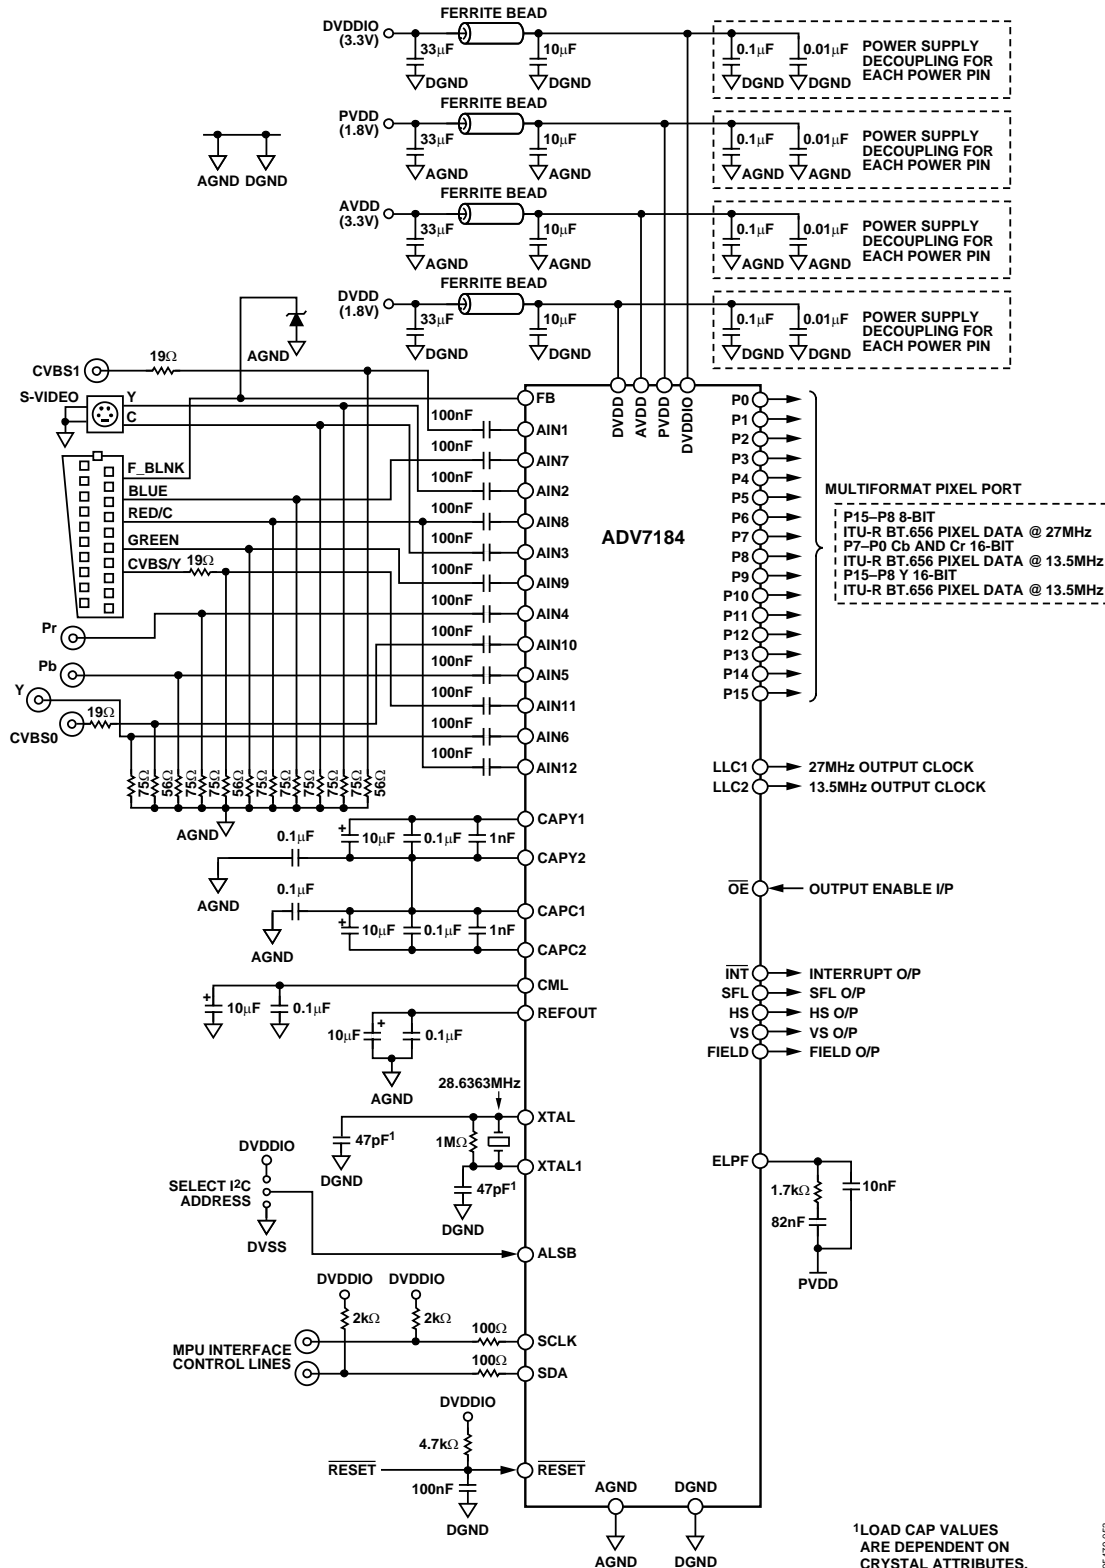 FERRITE BEAD
DVDDIO
(3.3V)
33μF
10μF
0.1μF
0.01μF
POWER SUPPLY
DECOUPLING FOR
EACH POWER PIN
DGND
DGND
DGND
DGND
FERRITE BEAD
PVDD
(1.8V)
33μF
10μF
0.1μF
0.01μF
POWER SUPPLY
DECOUPLING FOR
EACH POWER PIN
AGND
AGND
AGND
AGND
AGND DGND
FERRITE BEAD
AVDD
(3.3V)
33μF
10μF
0.1μF
0.01μF
POWER SUPPLY
DECOUPLING FOR
EACH POWER PIN
AGND
AGND
AGND
AGND
FERRITE BEAD
DVDD
(1.8V)
33μF
10μF
0.1μF
0.01μF
POWER SUPPLY
DECOUPLING FOR
EACH POWER PIN
DGND
DGND
DGND
DGND
AGND
CVBS1
19Ω
S-VIDEO
Y
C
F_BLNK
BLUE
RED/C
GREEN
CVBS/Y 19Ω
Pr
Pb
Y
CVBS0
19Ω
75Ω
56Ω
75Ω
75Ω
56Ω
75Ω
75Ω
75Ω
75Ω
75Ω
56Ω
AGND
FB
100nF
AIN1
100nF
AIN7
100nF
AIN2
100nF
AIN8
100nF
AIN3
100nF
AIN9
100nF
AIN4
100nF
AIN10
100nF
AIN5
100nF
AIN11
100nF
AIN6
100nF
AIN12
DVDD
AVDD
PVDD
DVDDIO
ADV7184
P0
P1
P2
P3
P4
P5
P6
P7
P8
P9
P10
P11
P12
P13
P14
P15
MULTIFORMAT PIXEL PORT
P15–P8 8-BIT
ITU-R BT.656 PIXEL DATA @ 27MHz
P7–P0 Cb AND Cr 16-BIT
ITU-R BT.656 PIXEL DATA @ 13.5MHz
P15–P8 Y 16-BIT
ITU-R BT.656 PIXEL DATA @ 13.5MHz
LLC1
27MHz OUTPUT CLOCK
LLC2
13.5MHz OUTPUT CLOCK
0.1μF
+
10μF
0.1μF
1nF
CAPY1
CAPY2
AGND
0.1μF
+
10μF
0.1μF
1nF
CAPC1
CAPC2
AGND
OE
OUTPUT ENABLE I/P
CML
+
10μF
0.1μF
REFOUT
10μF
+
0.1μF
AGND
INT
INTERRUPT O/P
SFL
SFL O/P
HS
HS O/P
VS
VS O/P
FIELD
FIELD O/P
28.6363MHz
XTAL
47pF1
1MΩ
DGND
XTAL1
47pF1
DGND
ELPF
1.7kΩ
10nF
82nF
PVDD
DVDDIO
SELECT I2C
ADDRESS
DVSS
ALSB
DVDDIO
DVDDIO
2kΩ
2kΩ
MPU INTERFACE
CONTROL LINES
100Ω
SCLK
100Ω
SDA
DVDDIO
4.7kΩ
RESET
RESET
100nF
DGND
AGND
DGND
AGND
DGND
1LOAD CAP VALUES
ARE DEPENDENT ON
CRYSTAL ATTRIBUTES.